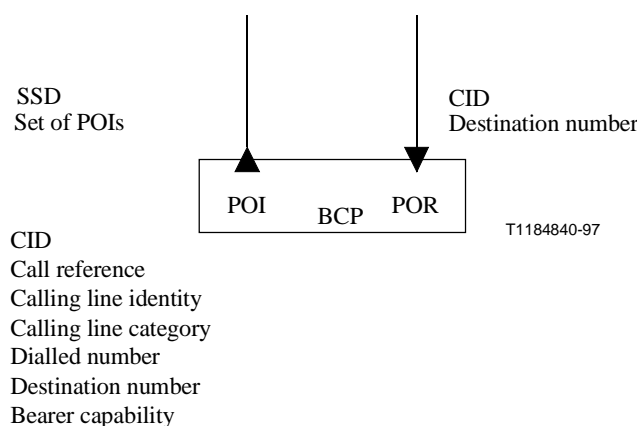 SSD
Set of POIs
CID
Destination number
POI
BCP
POR
T1184840-97
CID
Call reference
Calling line identity
Calling line category
Dialled number
Destination number
Bearer capability